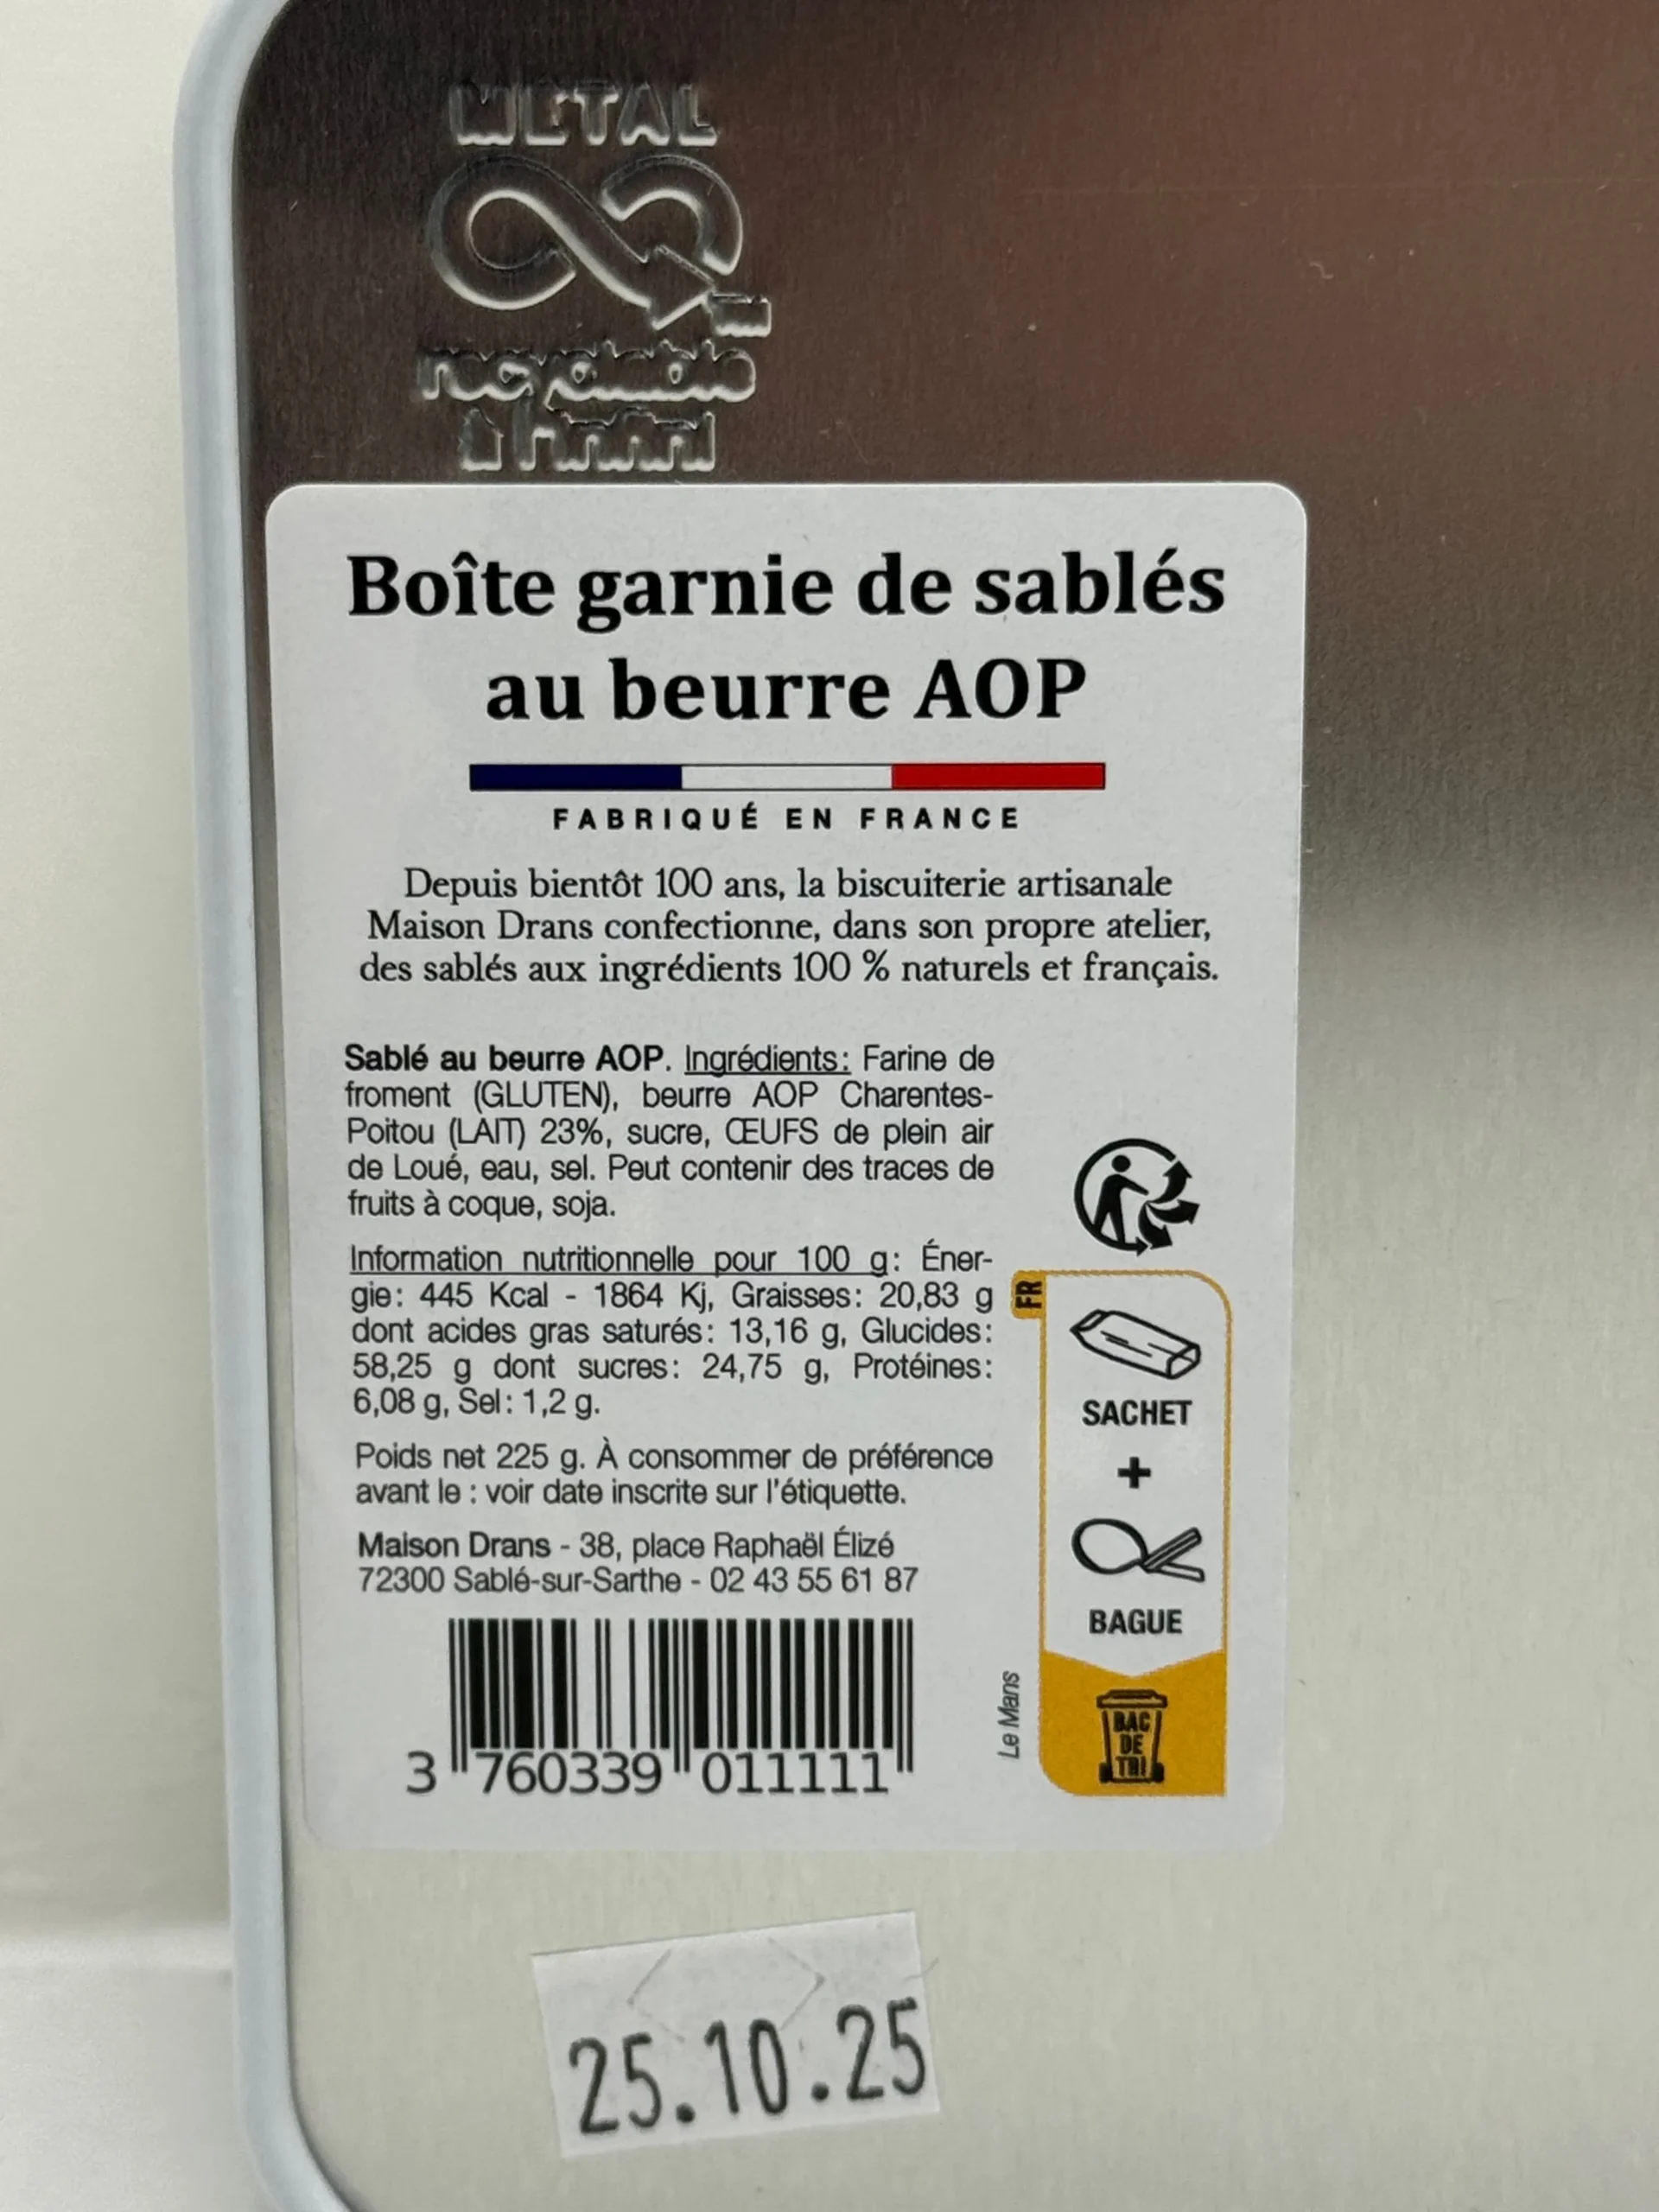 METAL
recyclable
à l'infini
Boîte garnie de sablés
au beurre AOP
FABRIQUÉ EN FRANCE
Depuis bientôt 100 ans, la biscuiterie artisanale
Maison Drans confectionne, dans son propre atelier,
des sablés aux ingrédients 100 % naturels et français.
Sablé au beurre AOP. Ingrédients: Farine de
froment (GLUTEN), beurre AOP Charentes-
Poitou (LAIT) 23%, sucre, ŒUFS de plein air
de Loué, eau, sel. Peut contenir des traces de
fruits à coque, soja.
Information nutritionnelle pour 100 g: Éner-
gie: 445 Kcal - 1864 Kj, Graisses: 20,83 g
dont acides gras saturés: 13,16 g, Glucides:
58,25 g dont sucres: 24,75 g, Protéines:
6,08 g, Sel: 1,2 g.
Poids net 225 g. À consommer de préférence
avant le : voir date inscrite sur l'étiquette.
Maison Drans - 38, place Raphaël Élizé
72300 Sablé-sur-Sarthe - 02 43 55 61 87
3 760339 011111
Le Mans
FR
SACHET
+
BAGUE
BAC
DE
TRI
25.10.25